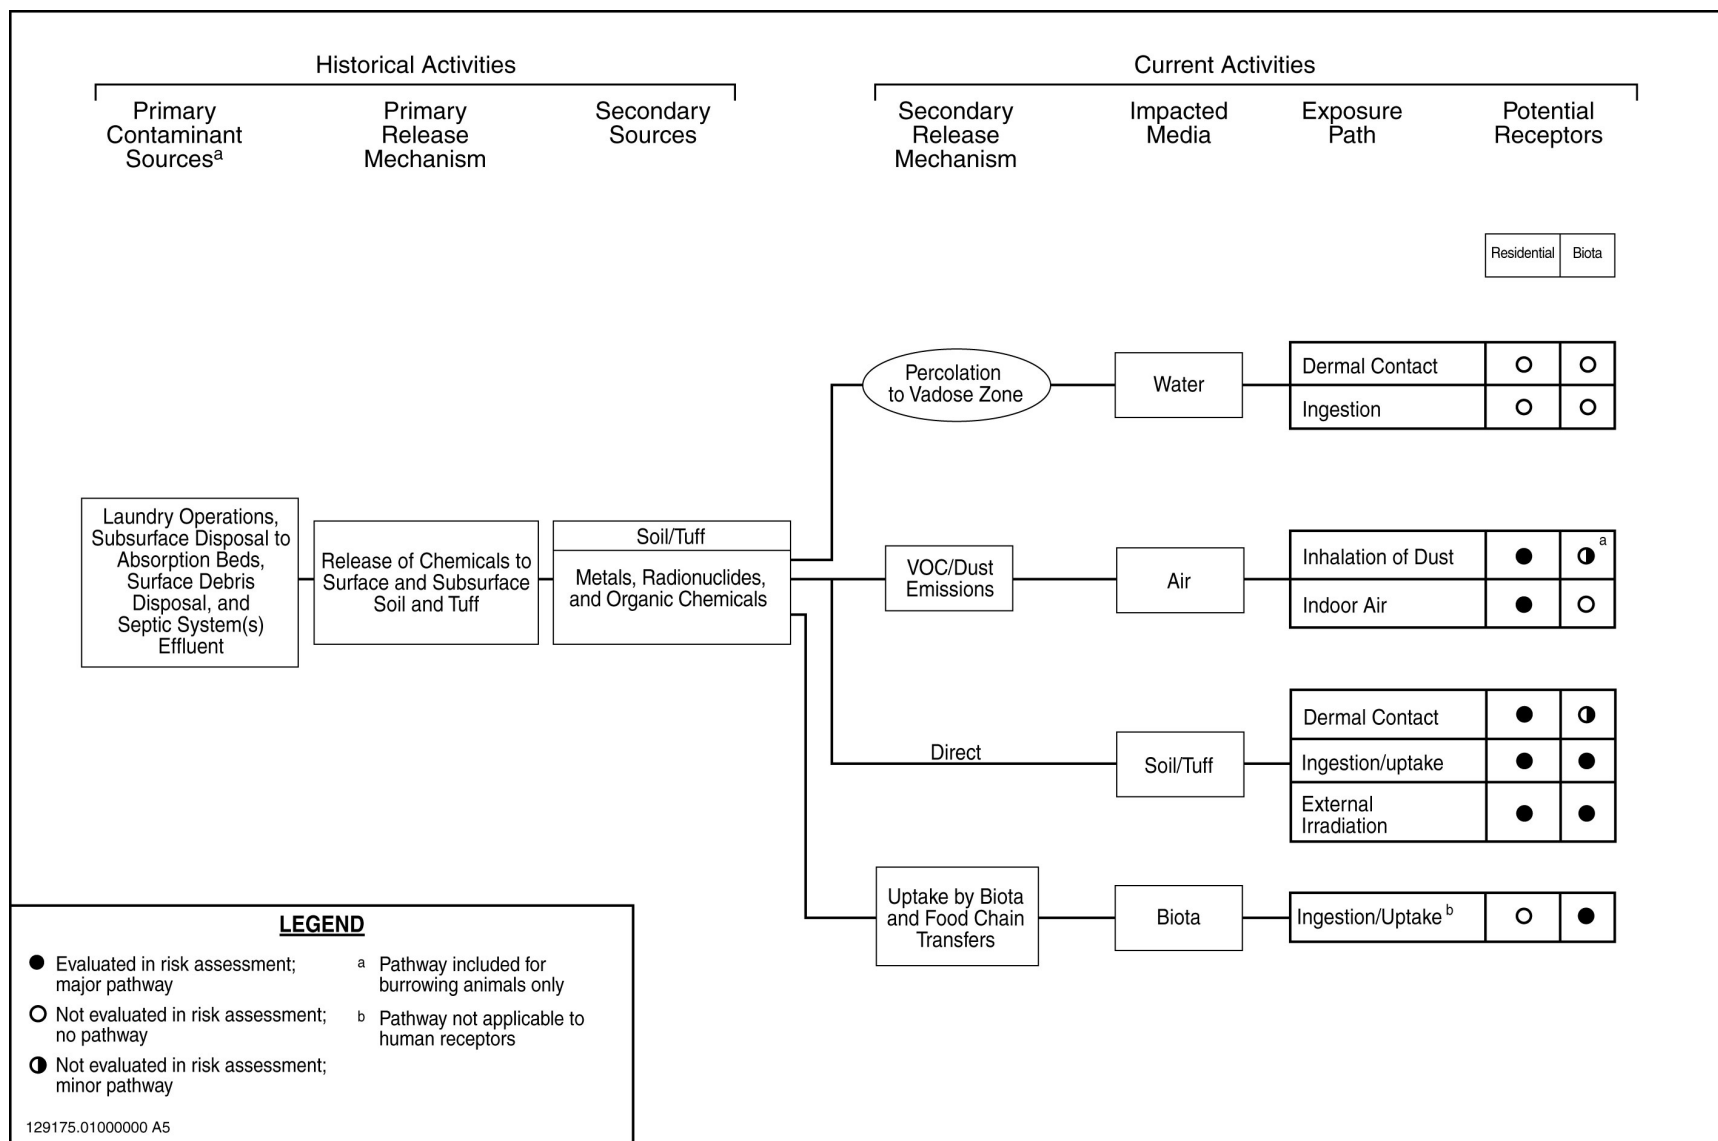 Historical Activities
Current Activities
Primary
Contaminant
Sourcesa
Primary
Release
Mechanism
Secondary
Sources
Secondary
Release
Mechanism
Impacted
Media
Exposure
Path
Potential
Receptors
Residential
Biota
Percolation
to Vadose Zone
Water
Dermal Contact
Ingestion
Laundry Operations,
Subsurface Disposal to
Absorption Beds,
Surface Debris
Disposal, and
Septic System(s)
Effluent
Release of Chemicals to
Surface and Subsurface
Soil and Tuff
Soil/Tuff
Metals, Radionuclides,
and Organic Chemicals
VOC/Dust
Emissions
Air
Inhalation of Dust
a
Indoor Air
Direct
Soil/Tuff
Dermal Contact
Ingestion/uptake
External
Irradiation
Uptake by Biota
and Food Chain
Transfers
Biota
Ingestion/Uptake b
LEGEND
Evaluated in risk assessment;
major pathway
Not evaluated in risk assessment;
no pathway
Not evaluated in risk assessment;
minor pathway
a Pathway included for
burrowing animals only
b Pathway not applicable to
human receptors
129175.01000000 A5